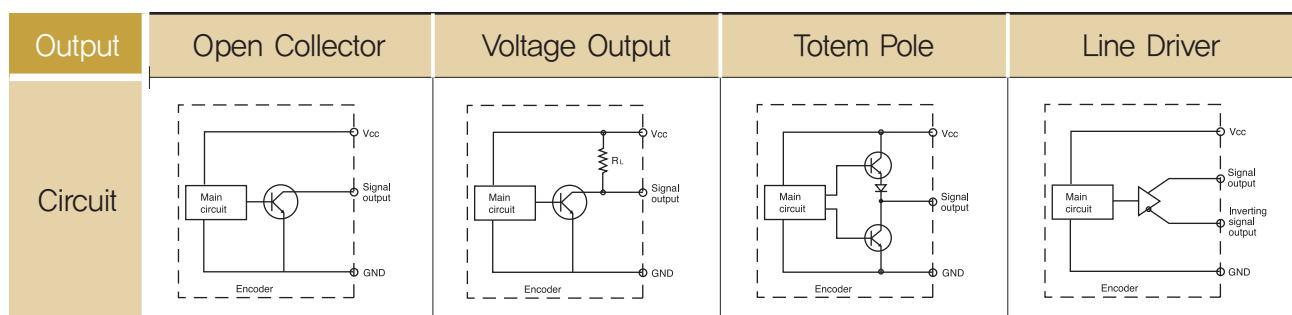 Output
Open Collector
Voltage Output
Totem Pole
Line Driver
Circuit
Vcc
Main
circuit
Signal
output
GND
Encoder
Vcc
RL
Main
circuit
Signal
output
GND
Encoder
Vcc
Main
circuit
Signal
output
GND
Encoder
Vcc
Signal
output
Main
circuit
Inverting
signal
output
GND
Encoder